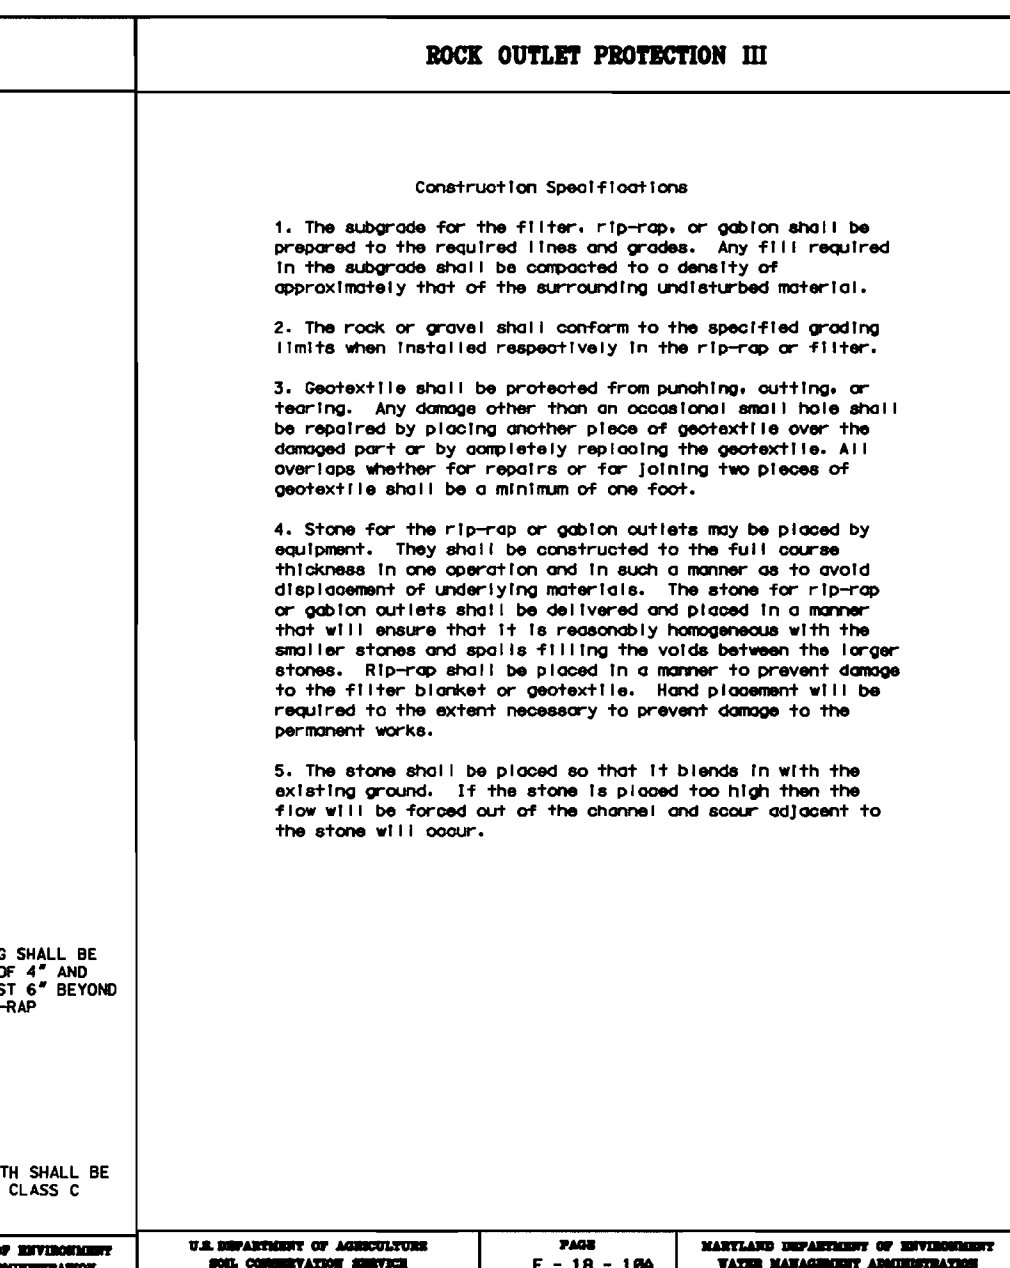 ROCK OUTLET PROTECTION III
Construction Specifications
1. The subgrade for the filter, rip-rap, or gabion shall be
prepared to the required lines and grades. Any fill required
in the subgrade shall be compacted to a density of
approximately that of the surrounding undisturbed material.
2. The rock or gravel shall conform to the specified grading
limits when installed respectively in the rip-rap or filter.
3. Geotextile shall be protected from punching, cutting, or
tearing. Any damage other than an occasional small hole shall
be repaired by placing another piece of geotextile over the
damaged part or by completely replacing the geotextile. All
overlaps whether for repairs or for joining two pieces of
geotextile shall be a minimum of one foot.
4. Stone for the rip-rap or gabion outlets may be placed by
equipment. They shall be constructed to the full course
thickness in one operation and in such a manner as to avoid
displacement of underlying materials. The stone for rip-rap
or gabion outlets shall be delivered and placed in a manner
that will ensure that it is reasonably homogeneous with the
smaller stones and spalls filling the voids between the larger
stones. Rip-rap shall be placed in a manner to prevent damage
to the filter blanket or geotextile. Hand placement will be
required to the extent necessary to prevent damage to the
permanent works.
5. The stone shall be placed so that it blends in with the
existing ground. If the stone is placed too high then the
flow will be forced out of the channel and scour adjacent to
the stone will occur.
SHALL BE
OF 4" AND
6" BEYOND
-RAP
SHALL BE
CLASS C
OF ENVIRONMENT
U.S. DEPARTMENT OF AGRICULTURE
SOIL CONSERVATION SERVICE
PAGE
F - 18 - 10A
MARYLAND DEPARTMENT OF ENVIRONMENT
WATER MANAGEMENT ADMINISTRATION